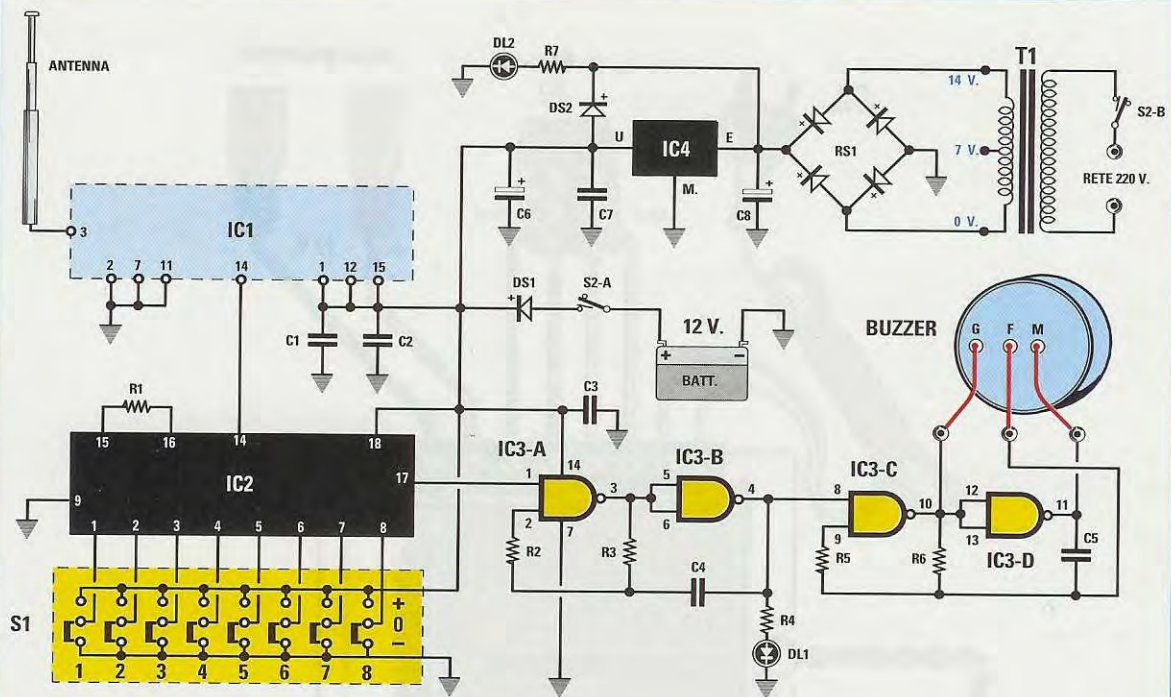 ANTENNA
DL2
R7
DS2
+
U
IC4
E
M.
+
C6
C7
+
C8
RS1
+
+
+
+
14 V.
7 V.
0 V.
T1
S2-B
RETE 220 V.
3
IC1
2
7
11
14
1
12
15
C1
C2
DS1
+
S2-A
12 V.
+
−
BATT.
BUZZER
G
F
M
R1
15
16
14
18
IC2
17
9
1
2
3
4
5
6
7
8
C3
IC3-A
14
1
2
3
7
IC3-B
5
6
4
R2
R3
C4
R4
DL1
IC3-C
8
9
10
R5
R6
12
13
11
IC3-D
C5
S1
+
0
−
1
2
3
4
5
6
7
8